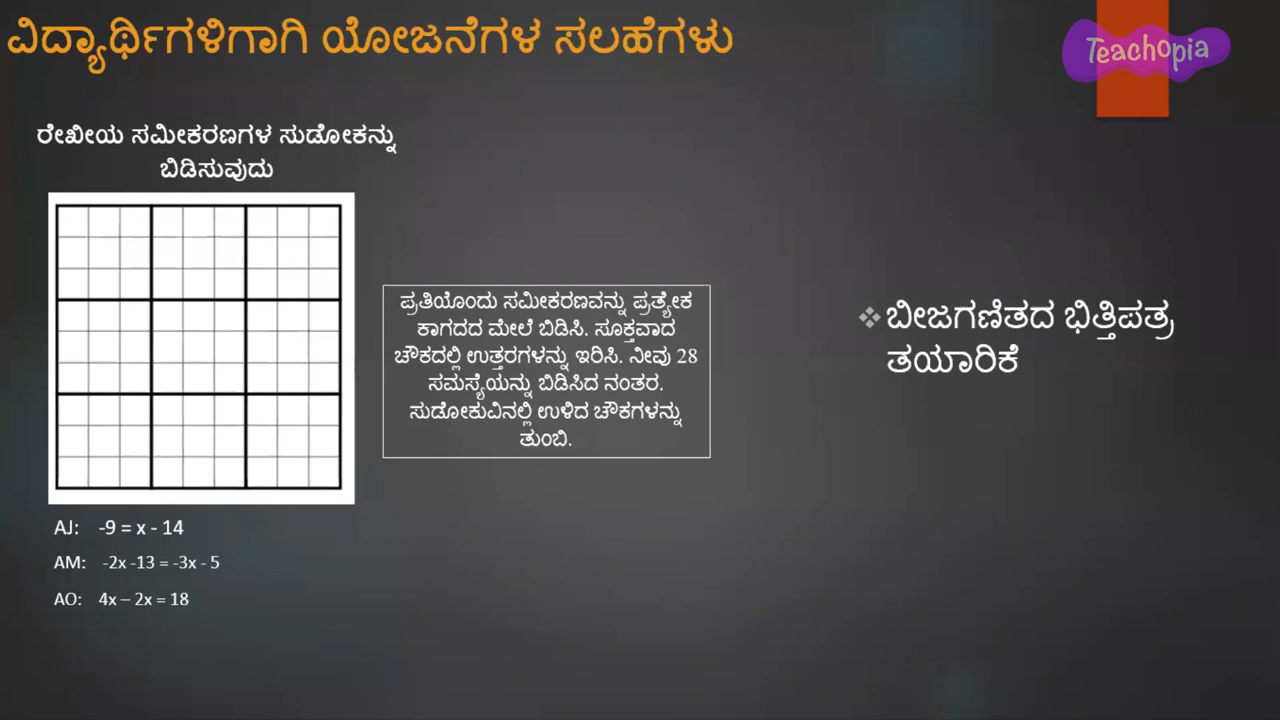 ವಿದ್ಯಾರ್ಥಿಗಳಿಗಾಗಿ ಯೋಜನೆಗಳ ಸಲಹೆಗಳು
Teachopia
ರೇಖೀಯ ಸಮೀಕರಣಗಳ ಸುಡೋಕನ್ನು
ಬಿಡಿಸುವುದು
ಪ್ರತಿಯೊಂದು ಸಮೀಕರಣವನ್ನು ಪ್ರತ್ಯೇಕ
ಕಾಗದದ ಮೇಲೆ ಬಿಡಿಸಿ. ಸೂಕ್ತವಾದ
ಚೌಕದಲ್ಲಿ ಉತ್ತರಗಳನ್ನು ಇರಿಸಿ. ನೀವು 28
ಸಮಸ್ಯೆಯನ್ನು ಬಿಡಿಸಿದ ನಂತರ.
ಸುಡೋಕುವಿನಲ್ಲಿ ಉಳಿದ ಚೌಕಗಳನ್ನು
ತುಂಬಿ.
❖ ಬೀಜಗಣಿತದ ಭಿತ್ತಿಪತ್ರ
ತಯಾರಿಕೆ
AJ: -9 = x - 14
AM: -2x -13 = -3x - 5
AO: 4x – 2x = 18